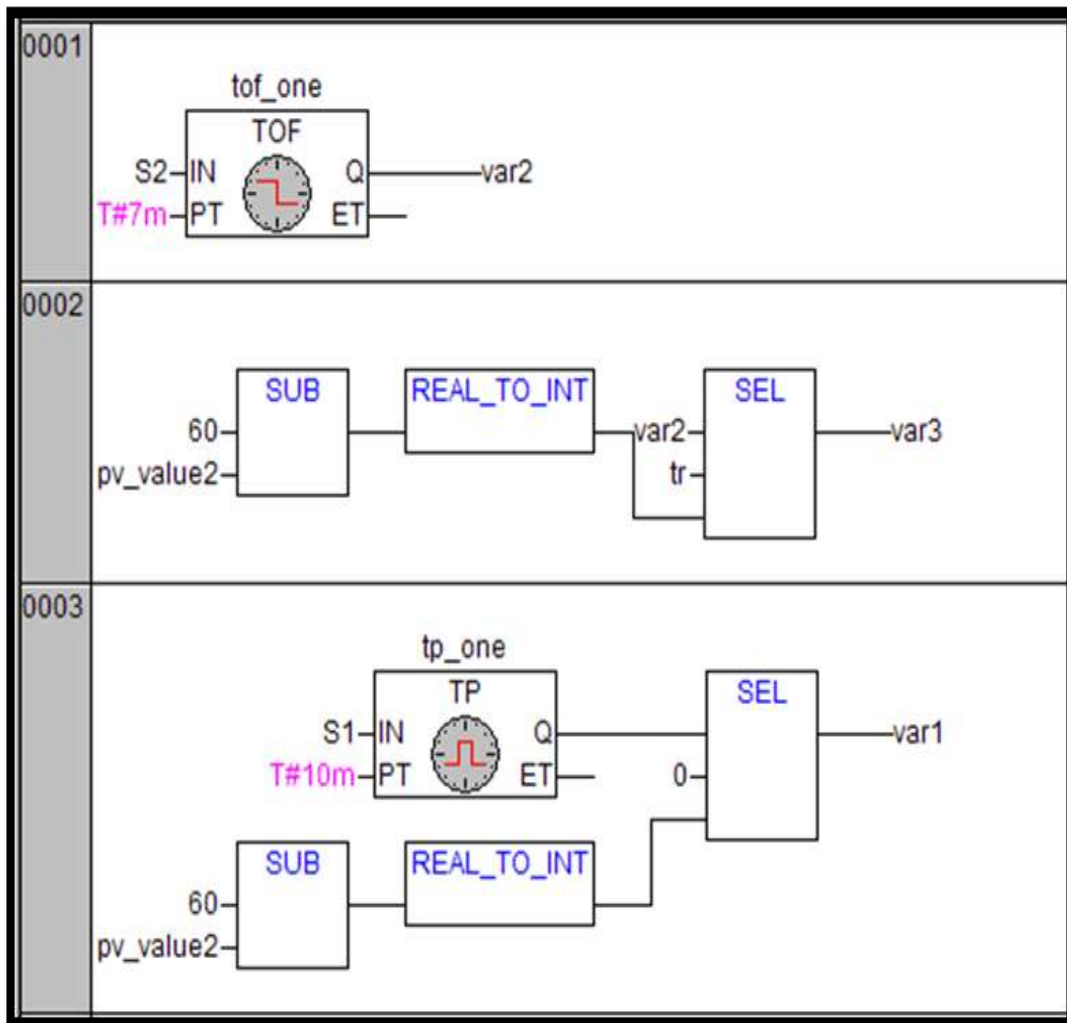 0001
tof_one
TOF
S2 IN Q var2
T#7m PT ET
0002
SUB REAL_TO_INT SEL
60 var2 var3
pv_value2 tr
0003
tp_one
TP SEL
S1 IN Q var1
T#10m PT ET 0
SUB REAL_TO_INT
60
pv_value2